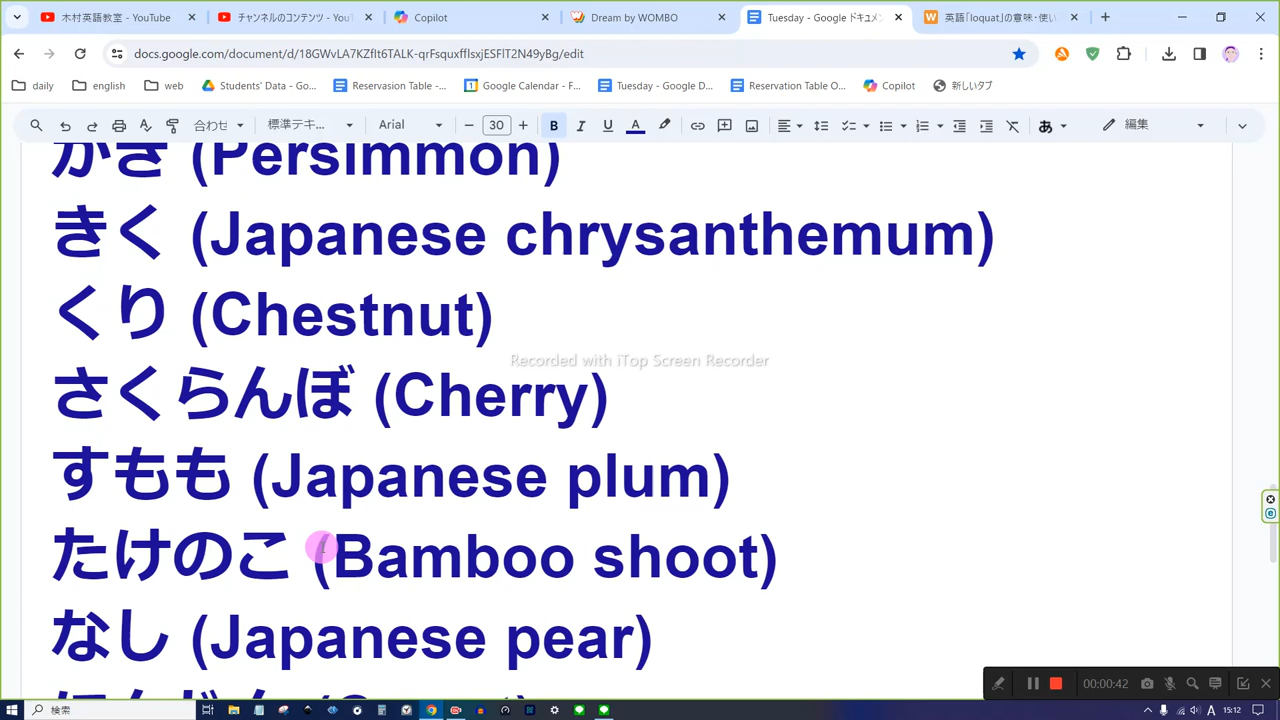 木村英語教室 - YouTube
チャンネルのコンテンツ - YouT
Copilot
Dream by WOMBO
Tuesday - Google ドキュメン
英語「loquat」の意味・使い
docs.google.com/document/d/18GWvLA7KZfIt6TALK-qrFsquxffIsxjESFlT2N49yBg/edit
daily
english
web
Students' Data - Go...
Reservasion Table -...
Google Calendar - F...
Tuesday - Google D...
Reservation Table O...
Copilot
新しいタブ
合わせ
標準テキ...
Arial
30
編集
かき (Persimmon)
きく (Japanese chrysanthemum)
くり (Chestnut)
Recorded with iTop Screen Recorder
さくらんぼ (Cherry)
すもも (Japanese plum)
たけのこ (Bamboo shoot)
なし (Japanese pear)
00:00:42
検索
A
15:12